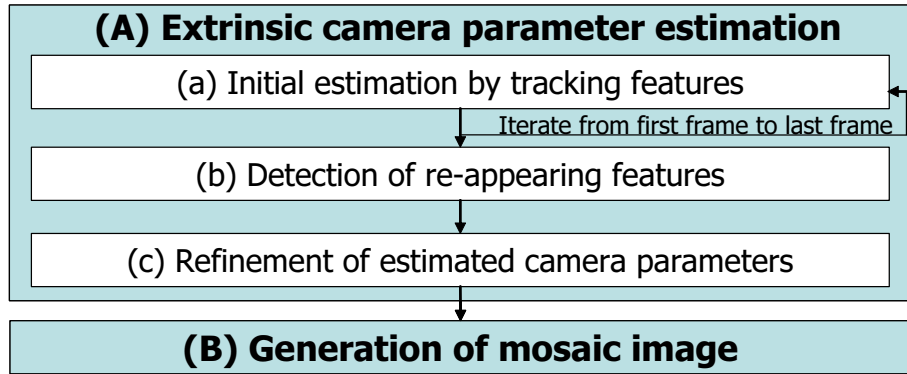 (A) Extrinsic camera parameter estimation
(a) Initial estimation by tracking features
Iterate from first frame to last frame
(b) Detection of re-appearing features
(c) Refinement of estimated camera parameters
(B) Generation of mosaic image